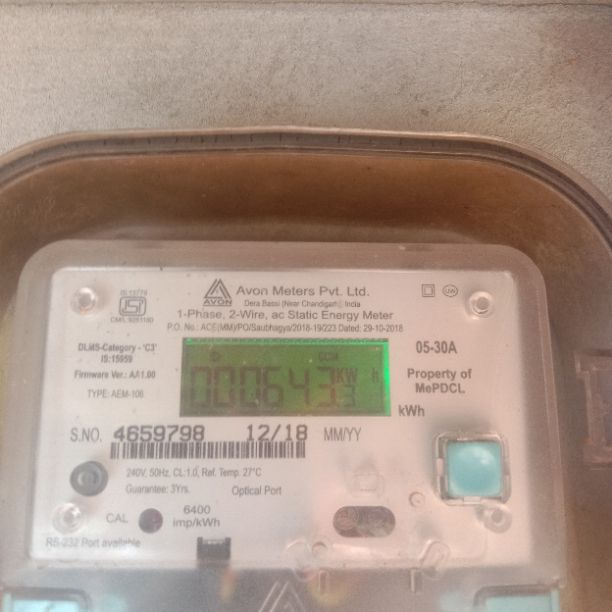 IS13779
AVON
Avon Meters Pvt. Ltd.
Dera Bassi (Near Chandigarh) India
1-Phase, 2-Wire, ac Static Energy Meter
P.O. No.: ACE(MM)/PO/Saubhagya/2018-19/223 Dated: 29-10-2018
DLMS-Category - 'C3'
IS:15959
Firmware Ver.: AA1.00
TYPE: AEM-106
KW h
05-30A
Property of
MePDCL
kWh
S.NO. 4659798 12/18 MM/YY
240V, 50Hz, CL:1.0, Ref. Temp. 27°C
Guarantee: 3Yrs. Optical Port
CAL 6400
imp/kWh
RS-232 Port available